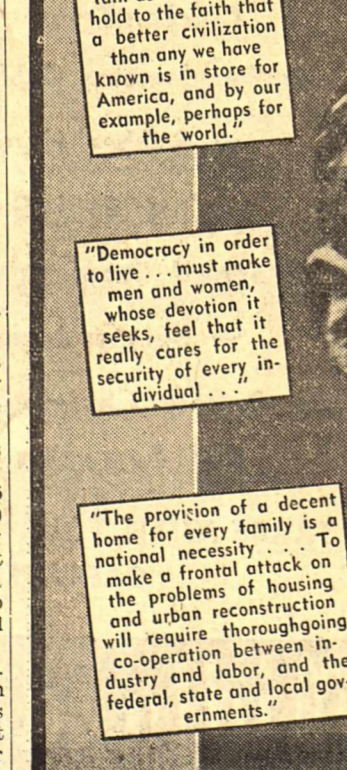 hold to the faith that
a better civilization
than any we have
known is in store for
America, and by our
example, perhaps for
the world."
"Democracy in order
to live . . . must make
men and women,
whose devotion it
seeks, feel that it
really cares for the
security of every in-
dividual . . ."
"The provision of a decent
home for every family is a
national necessity . . . To
make a frontal attack on
the problems of housing
and urban reconstruction
will require thoroughgoing
co-operation between in-
dustry and labor, and the
federal, state and local gov-
ernments."